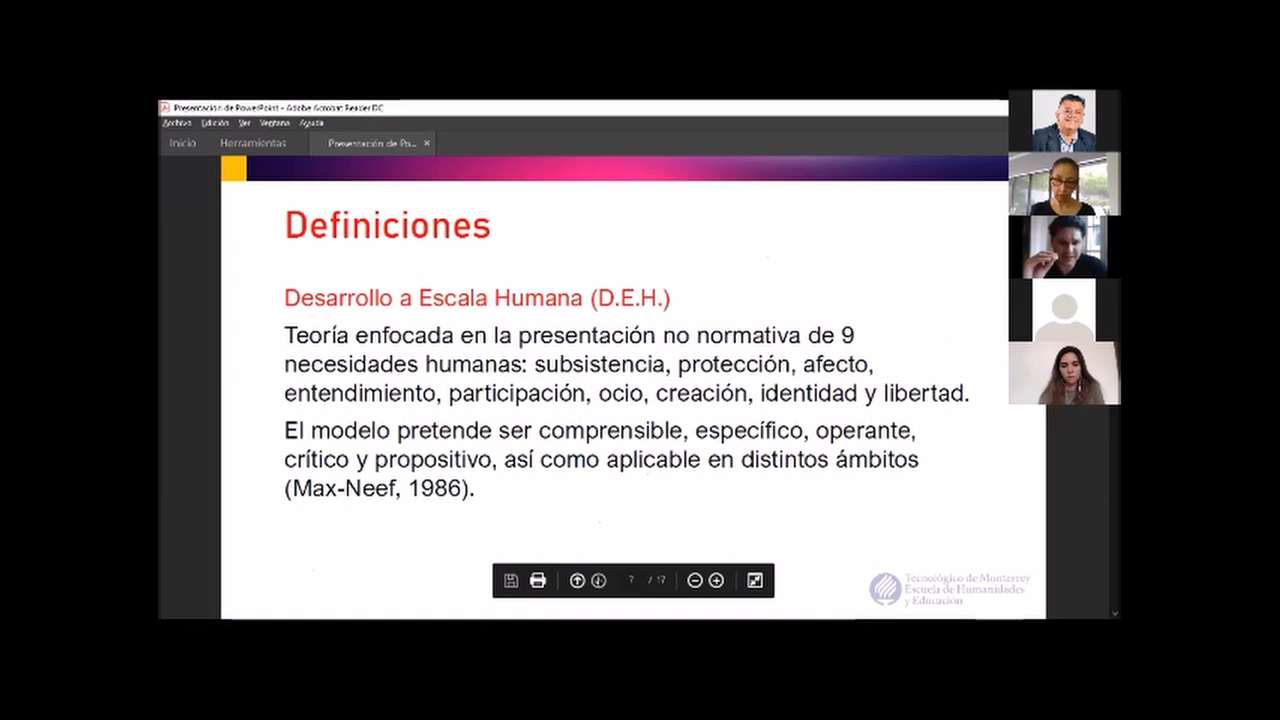 Presentación de PowerPoint - Adobe Acrobat Reader DC
Archivo Edición Ver Ventana Ayuda
Inicio Herramientas Presentación de Po... ×
Definiciones
Desarrollo a Escala Humana (D.E.H.)
Teoría enfocada en la presentación no normativa de 9
necesidades humanas: subsistencia, protección, afecto,
entendimiento, participación, ocio, creación, identidad y libertad.
El modelo pretende ser comprensible, específico, operante,
crítico y propositivo, así como aplicable en distintos ámbitos
(Max-Neef, 1986).
7 / 17
Tecnológico de Monterrey
Escuela de Humanidades
y Educación